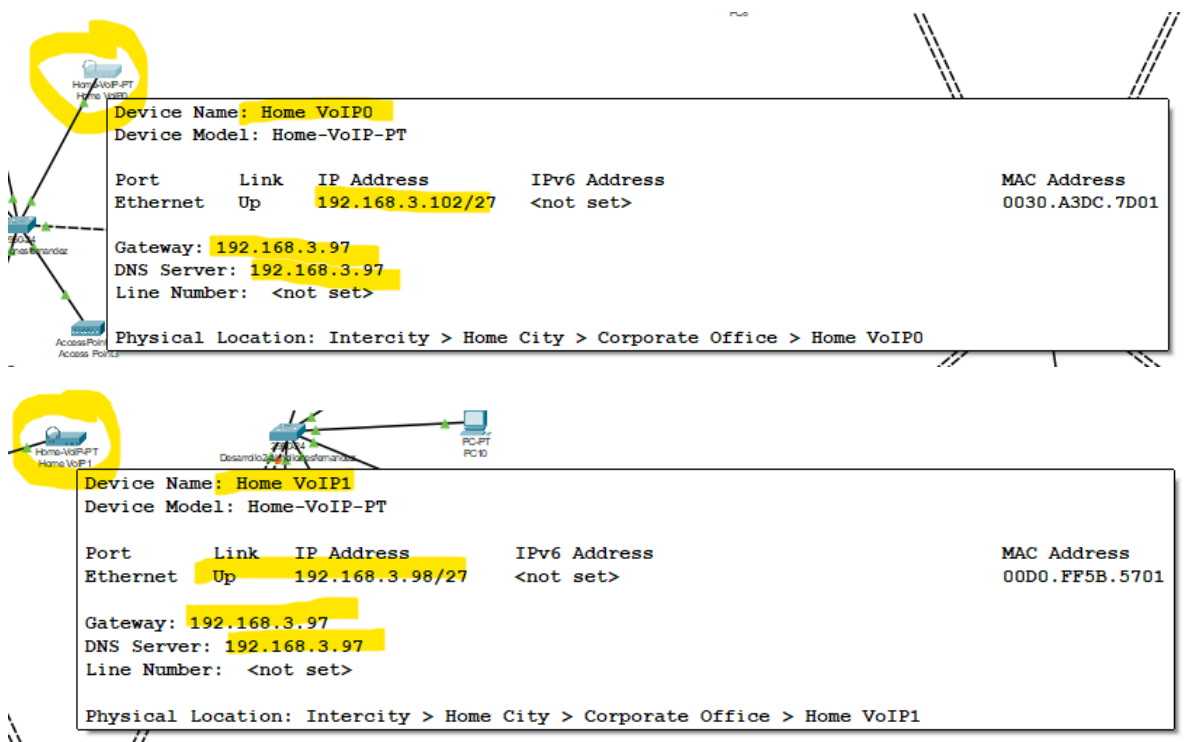 Home-VoIP-PT
Home VoIP0
Device Name: Home VoIP0
Device Model: Home-VoIP-PT
Port Link IP Address IPv6 Address MAC Address
Ethernet Up 192.168.3.102/27 <not set> 0030.A3DC.7D01
Gateway: 192.168.3.97
DNS Server: 192.168.3.97
Line Number: <not set>
Physical Location: Intercity > Home City > Corporate Office > Home VoIP0
Access Point3
Home-VoIP-PT
Home VoIP1
PC-PT
PC10
Device Name: Home VoIP1
Device Model: Home-VoIP-PT
Port Link IP Address IPv6 Address MAC Address
Ethernet Up 192.168.3.98/27 <not set> 00D0.FF5B.5701
Gateway: 192.168.3.97
DNS Server: 192.168.3.97
Line Number: <not set>
Physical Location: Intercity > Home City > Corporate Office > Home VoIP1